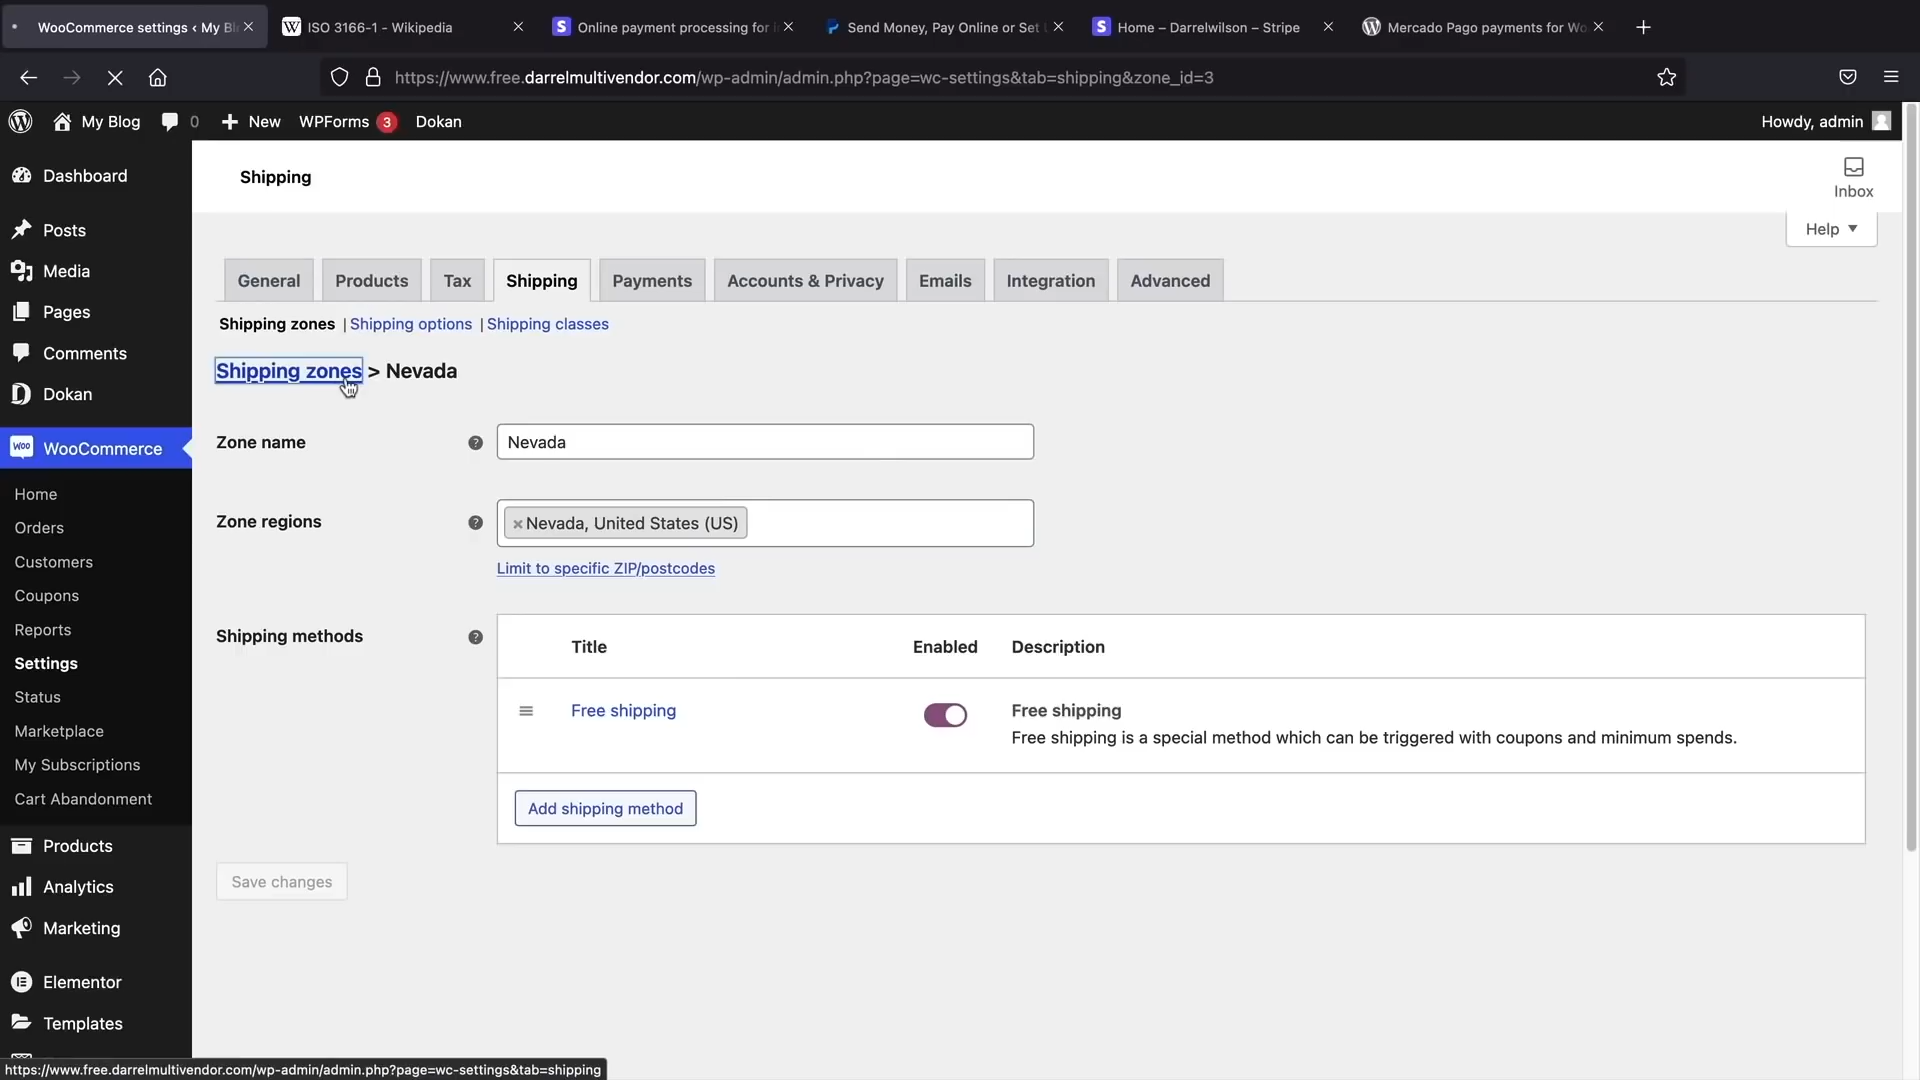 WooCommerce settings ‹ My Bl
ISO 3166-1 - Wikipedia
Online payment processing for i
Send Money, Pay Online or Set
Home – Darrelwilson – Stripe
Mercado Pago payments for Wo
https://www.free.darrelmultivendor.com/wp-admin/admin.php?page=wc-settings&tab=shipping&zone_id=3
My Blog 0 New WPForms 3 Dokan
Howdy, admin
Dashboard
Posts
Media
Pages
Comments
Dokan
WooCommerce
Home
Orders
Customers
Coupons
Reports
Settings
Status
Marketplace
My Subscriptions
Cart Abandonment
Products
Analytics
Marketing
Elementor
Templates
Shipping
Inbox
Help
General Products Tax Shipping Payments Accounts & Privacy Emails Integration Advanced
Shipping zones | Shipping options | Shipping classes
Shipping zones > Nevada
Zone name
Nevada
Zone regions
×Nevada, United States (US)
Limit to specific ZIP/postcodes
Shipping methods
Title Enabled Description
Free shipping
Free shipping
Free shipping is a special method which can be triggered with coupons and minimum spends.
Add shipping method
Save changes
https://www.free.darrelmultivendor.com/wp-admin/admin.php?page=wc-settings&tab=shipping